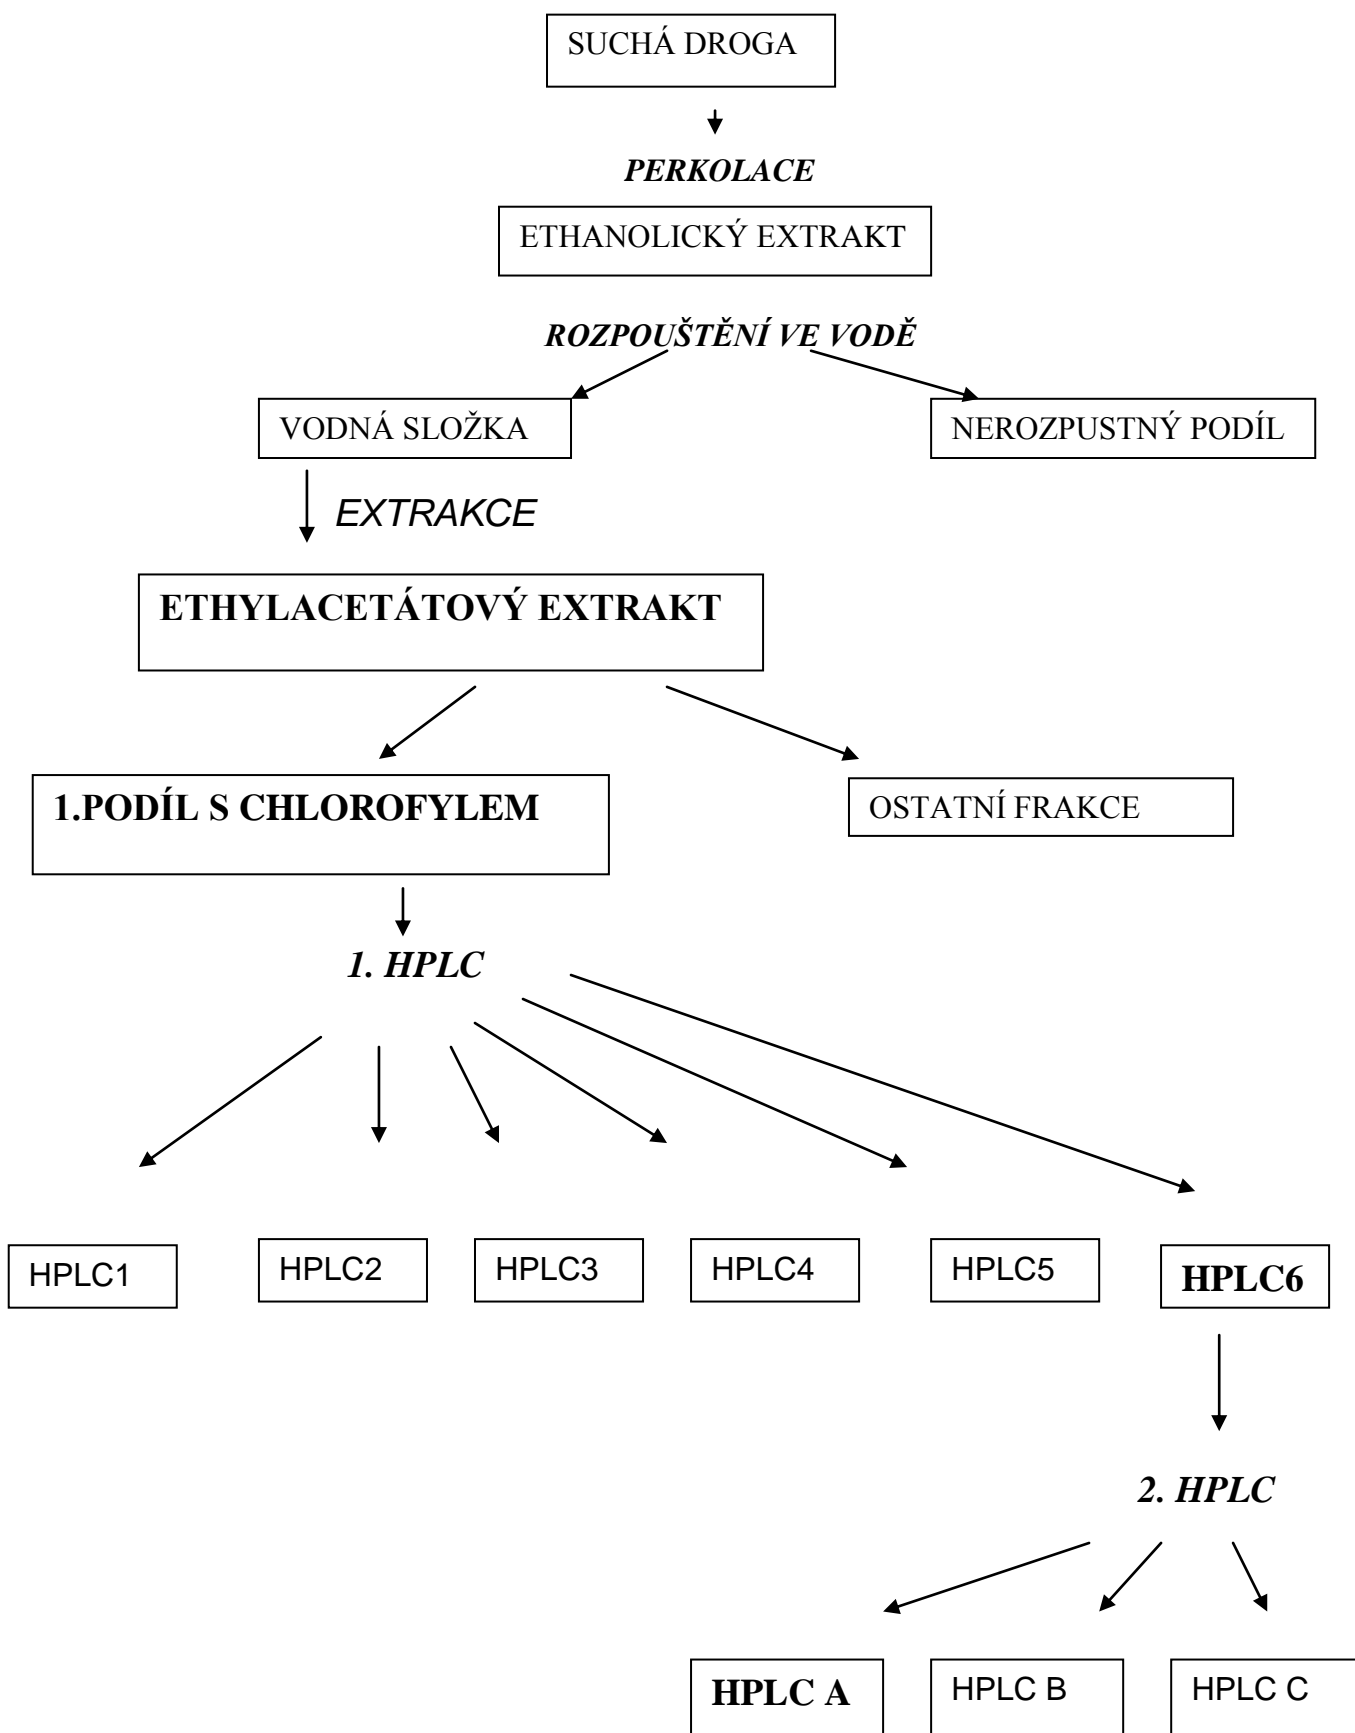 SUCHÁ DROGA
PERKOLACE
ETHANOLICKÝ EXTRAKT
ROZPOUŠTĚNÍ VE VODĚ
VODNÁ SLOŽKA
NEROZPUSTNÝ PODÍL
EXTRAKCE
ETHYLACETÁTOVÝ EXTRAKT
1.PODÍL S CHLOROFYLEM
OSTATNÍ FRAKCE
1. HPLC
HPLC1
HPLC2
HPLC3
HPLC4
HPLC5
HPLC6
2. HPLC
HPLC A
HPLC B
HPLC C